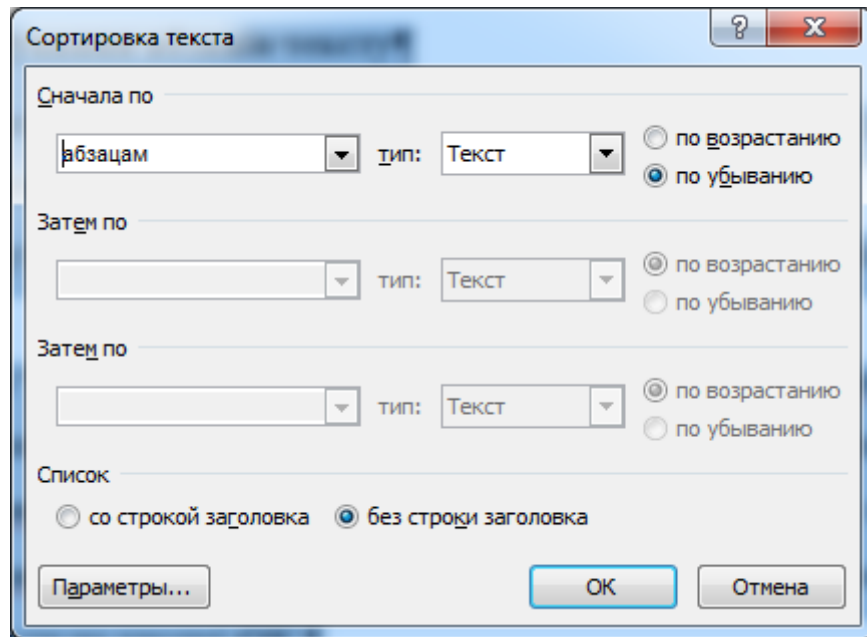 Сортировка текста
Сначала по
абзацам тип: Текст по возрастанию
по убыванию
Затем по
тип: Текст по возрастанию
по убыванию
Затем по
тип: Текст по возрастанию
по убыванию
Список
со строкой заголовка без строки заголовка
Параметры... ОК Отмена